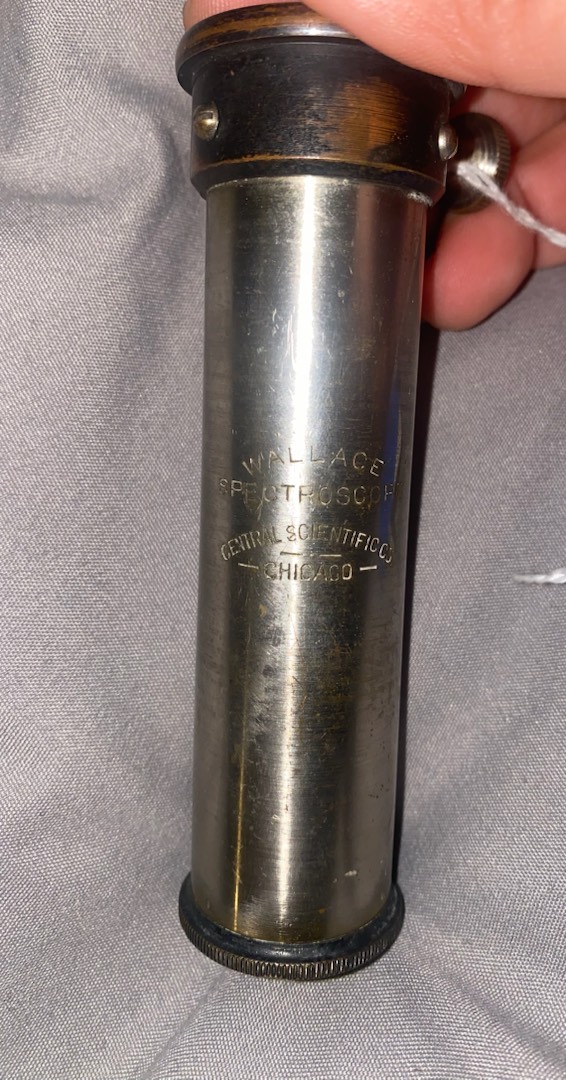 WALLACE
SPECTROSCOPE
CENTRAL SCIENTIFIC CO
— CHICAGO —